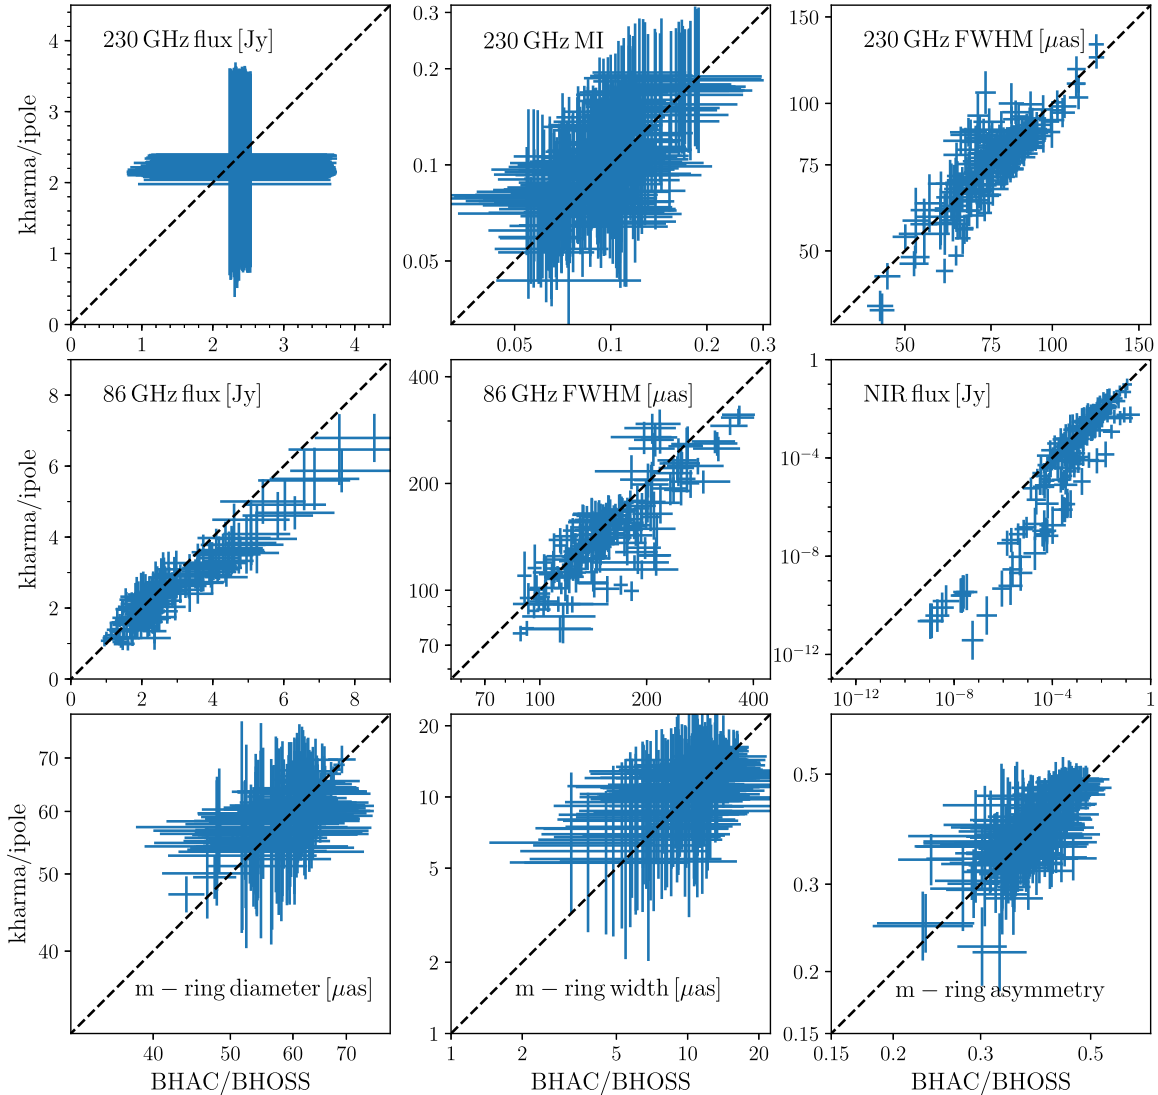 230 GHz flux [Jy]
kharma/ipole
4
3
2
1
0
0 1 2 3 4
230 GHz MI
0.3
0.2
0.1
0.05
0.05 0.1 0.2 0.3
230 GHz FWHM [μas]
150
100
75
50
50 75 100 150
86 GHz flux [Jy]
kharma/ipole
8
6
4
2
0
0 2 4 6 8
86 GHz FWHM [μas]
400
200
100
70
70 100 200 400
NIR flux [Jy]
1
10⁻⁴
10⁻⁸
10⁻¹²
10⁻¹² 10⁻⁸ 10⁻⁴ 1
kharma/ipole
70
60
50
40
m − ring diameter [μas]
40 50 60 70
BHAC/BHOSS
20
10
5
2
1
m − ring width [μas]
1 2 5 10 20
BHAC/BHOSS
0.5
0.3
0.2
0.15
m − ring asymmetry
0.15 0.2 0.3 0.5
BHAC/BHOSS